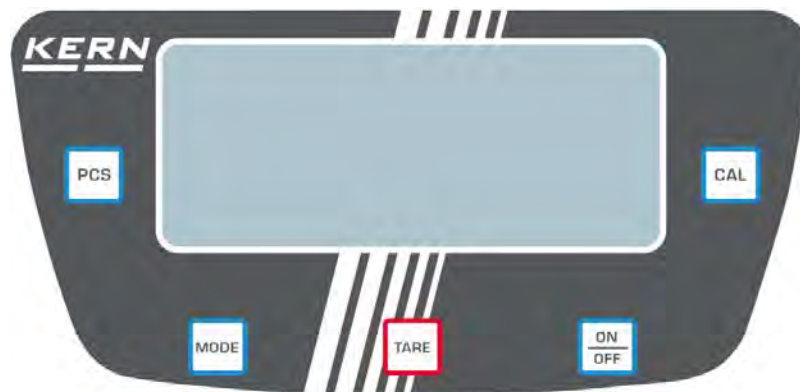 KERN
PCS
CAL
MODE
TARE
ON
OFF